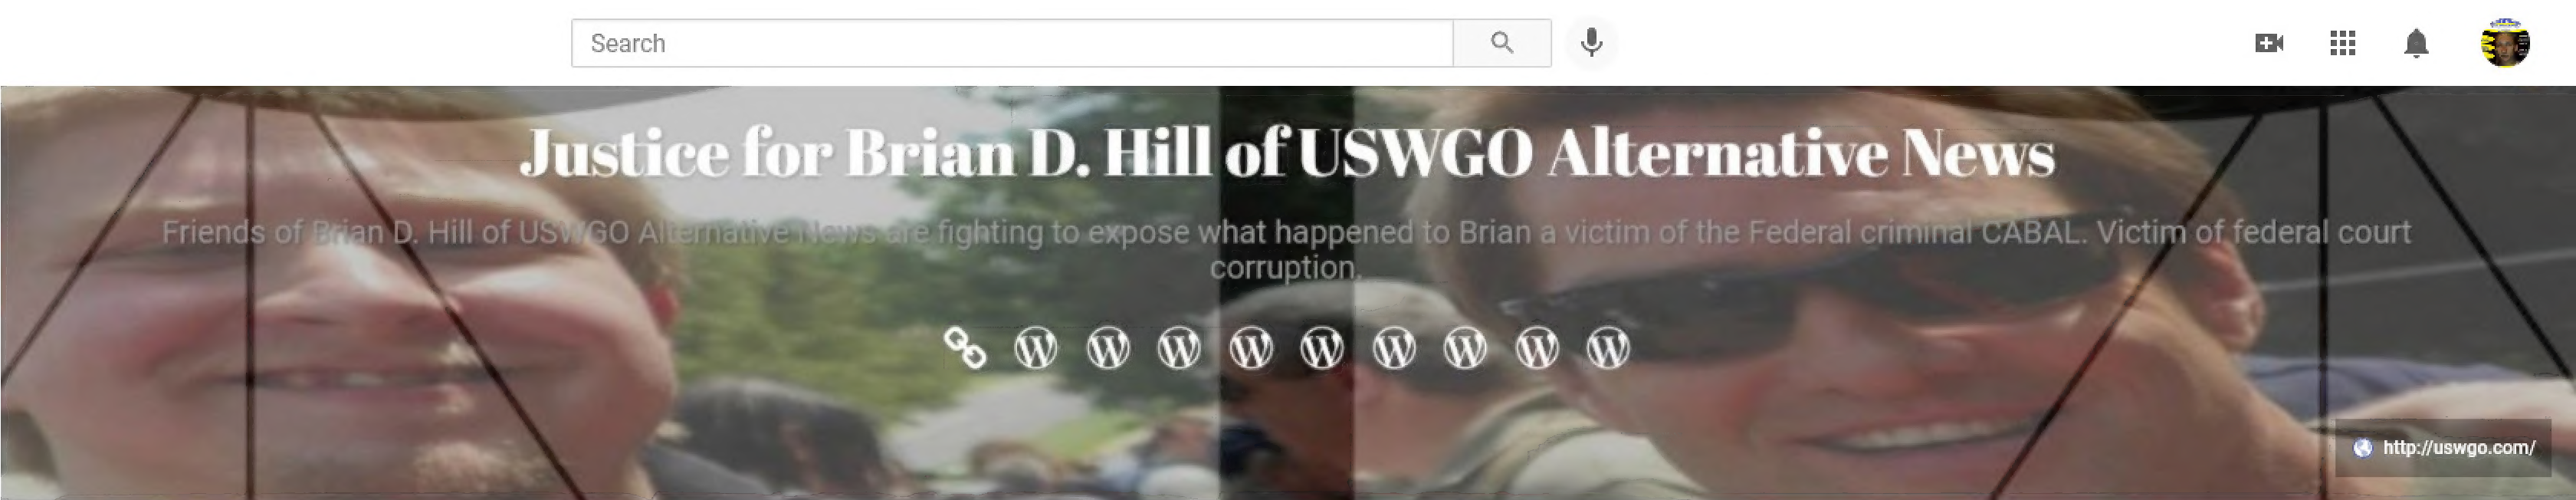 Search
Justice for Brian D. Hill of USWGO Alternative News
Friends of Brian D. Hill of USWGO Alternative News are fighting to expose what happened to Brian a victim of the Federal criminal CABAL. Victim of federal court
corruption.
http://uswgo.com/